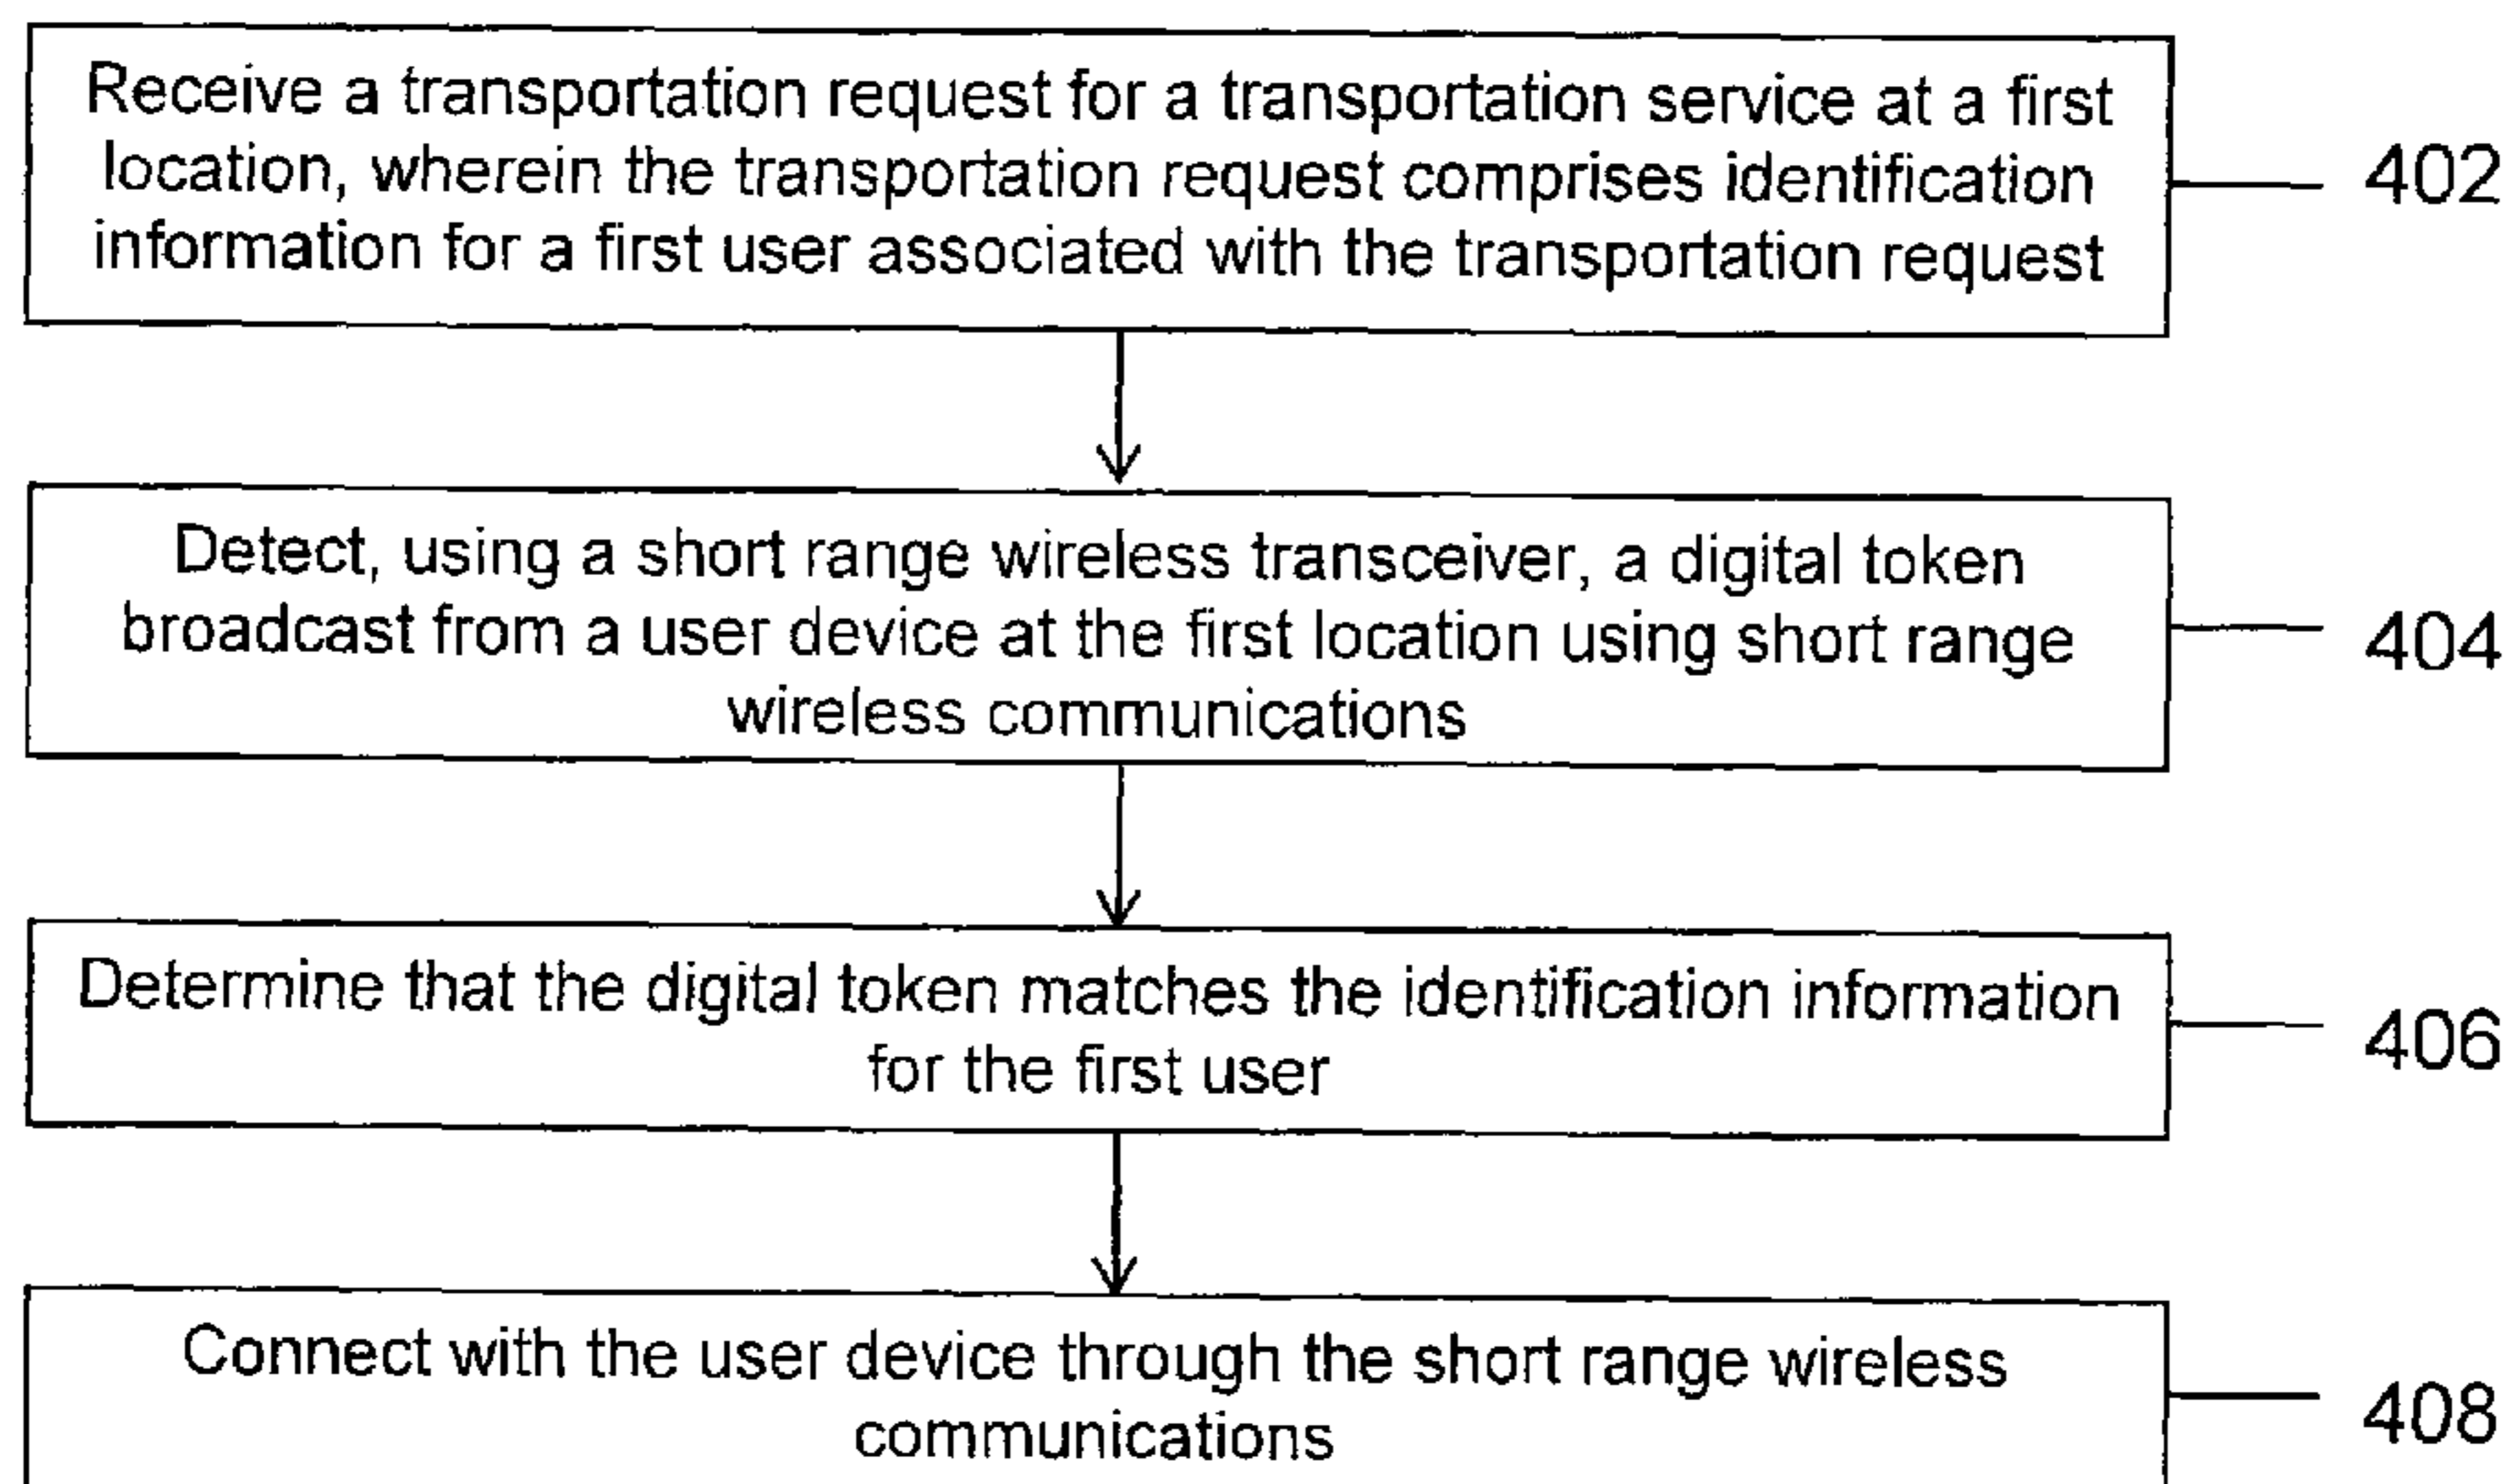 Receive a transportation request for a transportation service at a first
location, wherein the transportation request comprises identification
information for a first user associated with the transportation request
402
Detect, using a short range wireless transceiver, a digital token
broadcast from a user device at the first location using short range
wireless communications
404
Determine that the digital token matches the identification information
for the first user
406
Connect with the user device through the short range wireless
communications
408